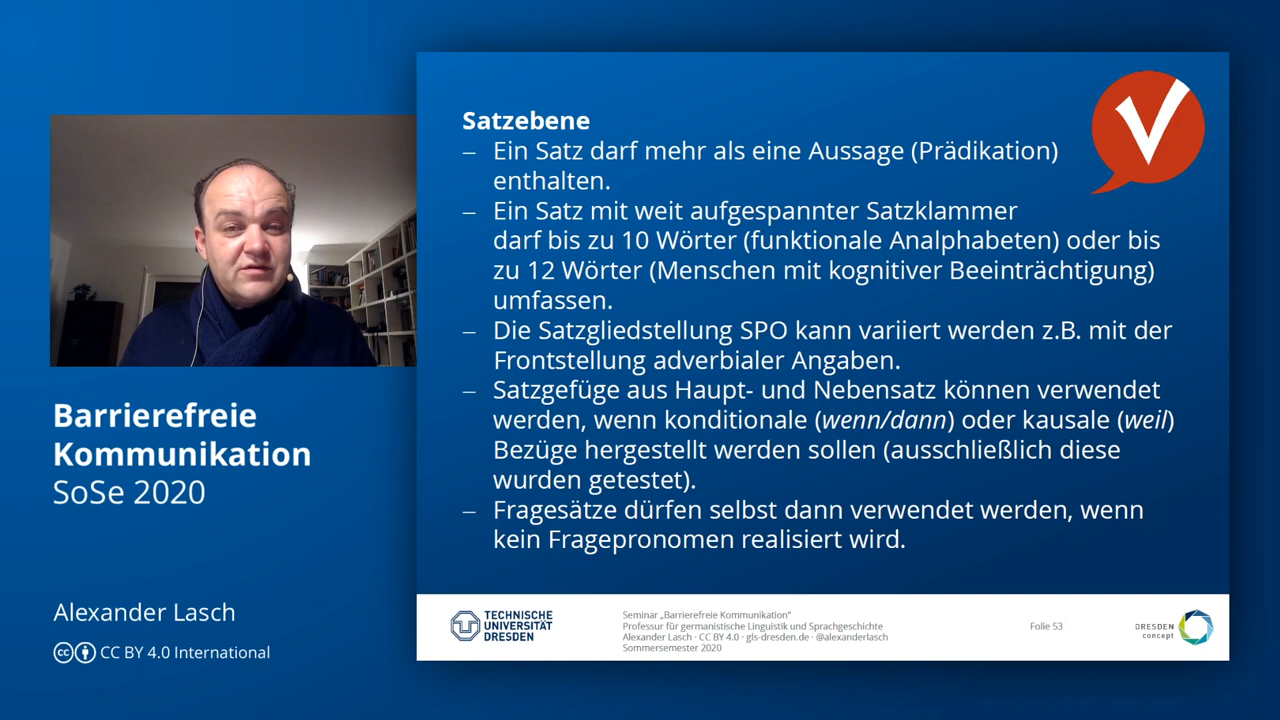 Satzebene
– Ein Satz darf mehr als eine Aussage (Prädikation)
enthalten.
– Ein Satz mit weit aufgespannter Satzklammer
darf bis zu 10 Wörter (funktionale Analphabeten) oder bis
zu 12 Wörter (Menschen mit kognitiver Beeinträchtigung)
umfassen.
– Die Satzgliedstellung SPO kann variiert werden z.B. mit der
Frontstellung adverbialer Angaben.
– Satzgefüge aus Haupt- und Nebensatz können verwendet
werden, wenn konditionale (wenn/dann) oder kausale (weil)
Bezüge hergestellt werden sollen (ausschließlich diese
wurden getestet).
– Fragesätze dürfen selbst dann verwendet werden, wenn
kein Fragepronomen realisiert wird.
Barrierefreie
Kommunikation
SoSe 2020
Alexander Lasch
cc CC BY 4.0 International
TECHNISCHE
UNIVERSITÄT
DRESDEN
Seminar „Barrierefreie Kommunikation“
Professur für germanistische Linguistik und Sprachgeschichte
Alexander Lasch · CC BY 4.0 · gls-dresden.de · @alexanderlasch
Sommersemester 2020
Folie 53
DRESDEN
concept